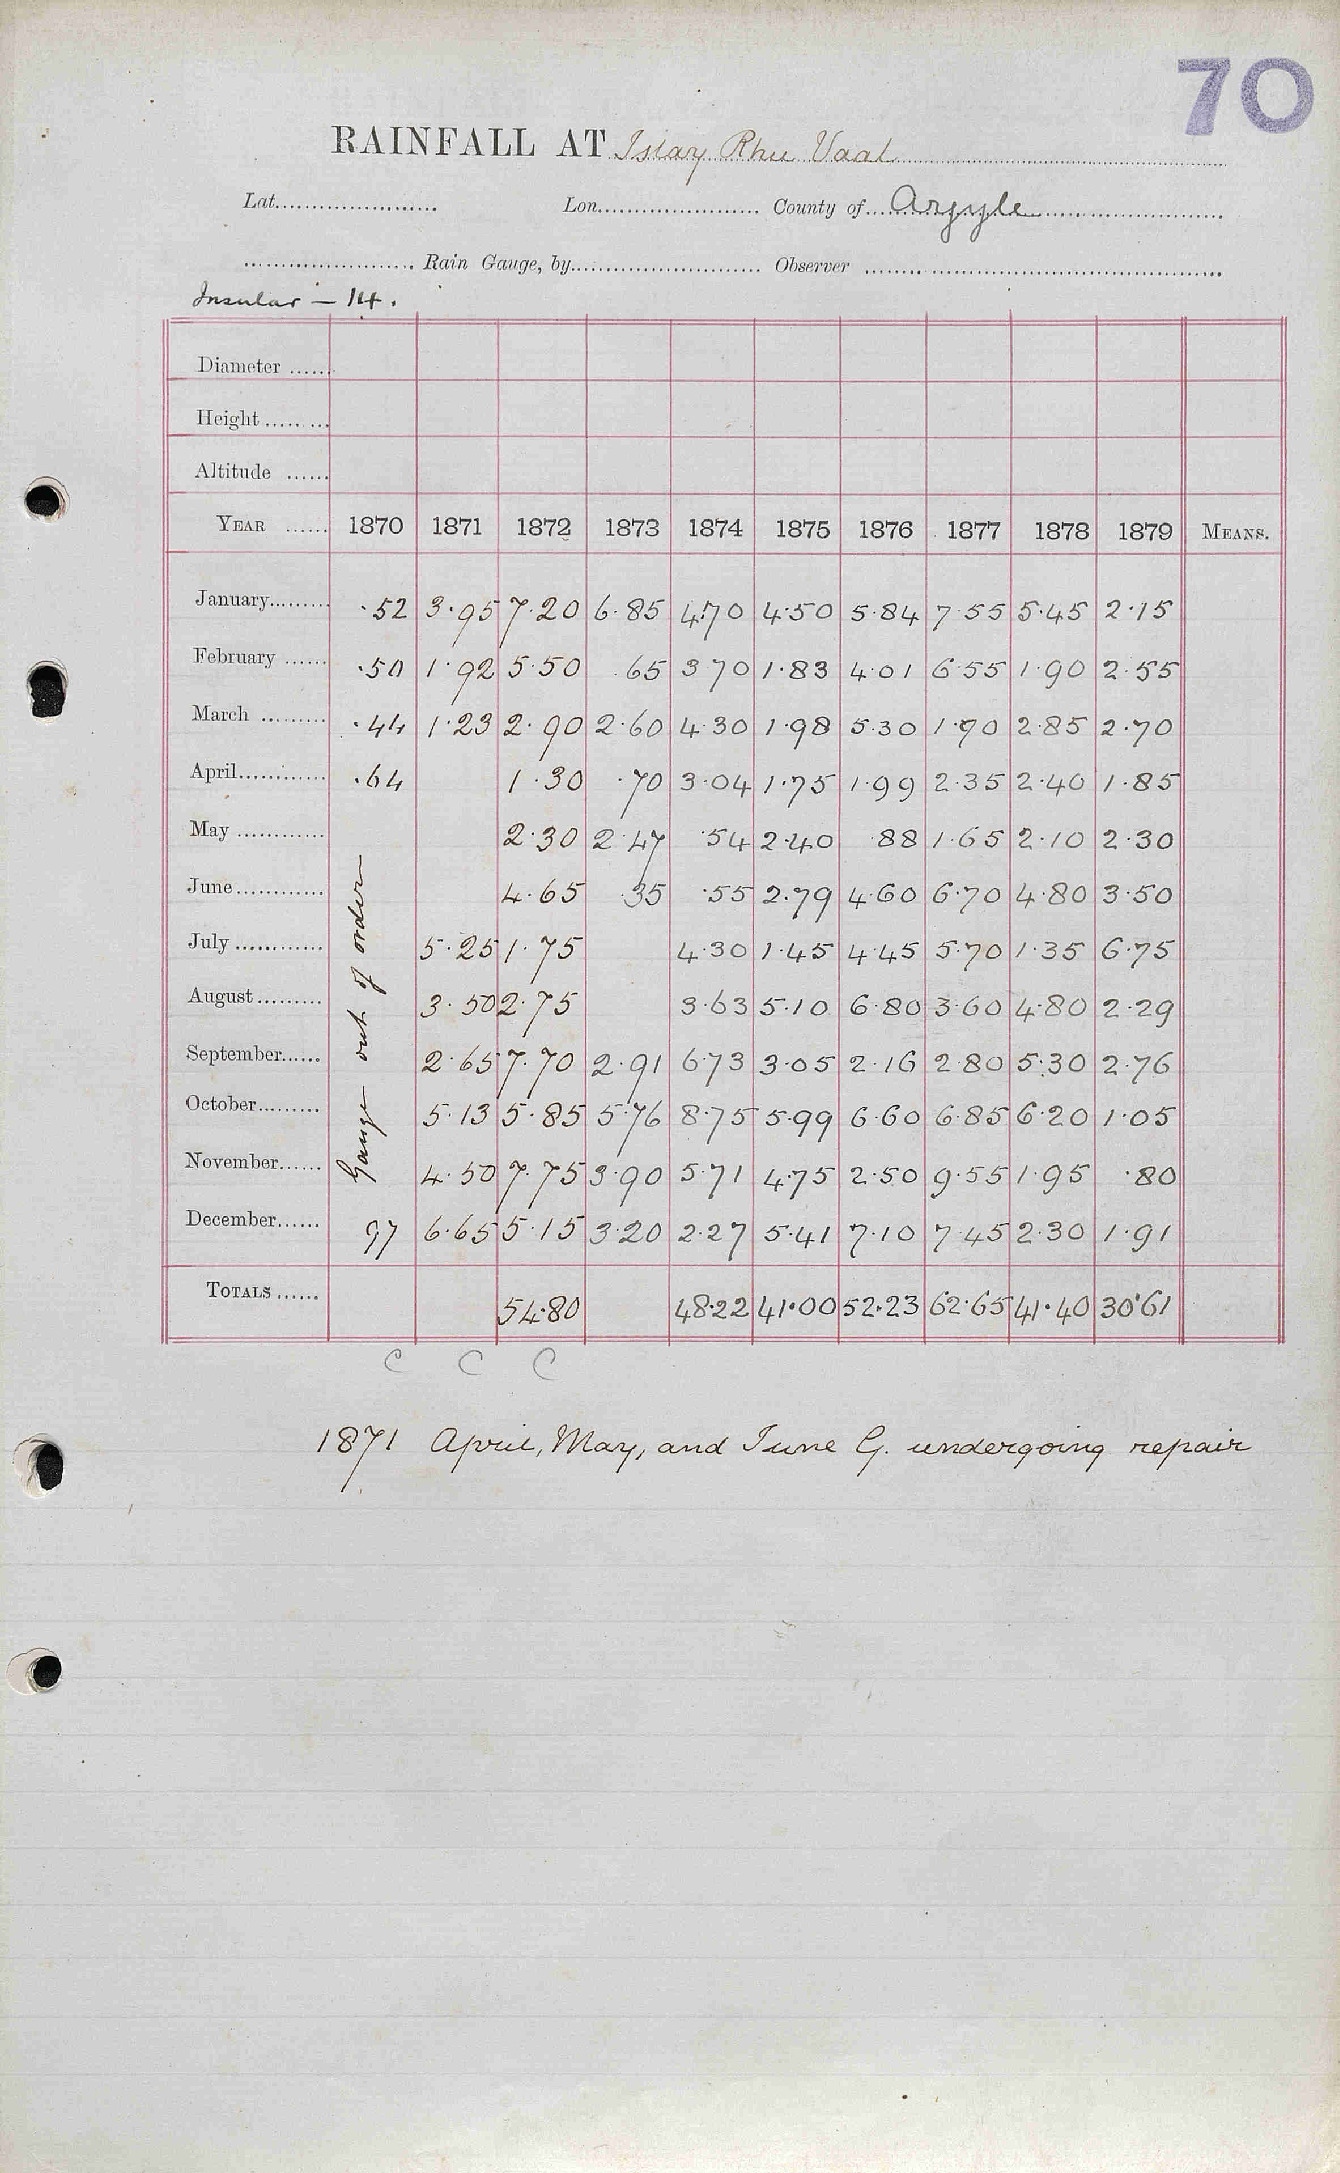 70
RAINFALL AT Islay Rhu Vaal
Lat. Lon. County of Argyle
Rain Gauge, by Observer
Insular - 14.
Diameter
Height
Altitude
YEAR 1870 1871 1872 1873 1874 1875 1876 1877 1878 1879 MEANS.
January ·52 3·95 7·20 6·85 4·70 4·50 5·84 7·55 5·45 2·15
February ·50 1·92 5·50 ·65 3·70 1·83 4·01 6·55 1·90 2·55
March ·44 1·23 2·90 2·60 4·30 1·98 5·30 1·90 2·85 2·70
April ·64 1·30 ·70 3·04 1·75 1·99 2·35 2·40 1·85
May 2·30 2·47 ·54 2·40 ·88 1·65 2·10 2·30
June 4·65 ·35 ·55 2·79 4·60 6·70 4·80 3·50
July 5·25 1·75 4·30 1·45 4·45 5·70 1·35 6·75
August 3·50 2·75 3·63 5·10 6·80 3·60 4·80 2·29
September 2·65 7·70 2·91 6·73 3·05 2·16 2·80 5·30 2·76
October 5·13 5·85 5·76 8·75 5·99 6·60 6·85 6·20 1·05
November 4·50 7·75 3·90 5·71 4·75 2·50 9·55 1·95 ·80
December 97 6·65 5·15 3·20 2·27 5·41 7·10 7·45 2·30 1·91
Gauge out of order
TOTALS 54·80 48·22 41·00 52·23 62·65 41·40 30·61
C C C
1871 April, May, and June G. undergoing repair